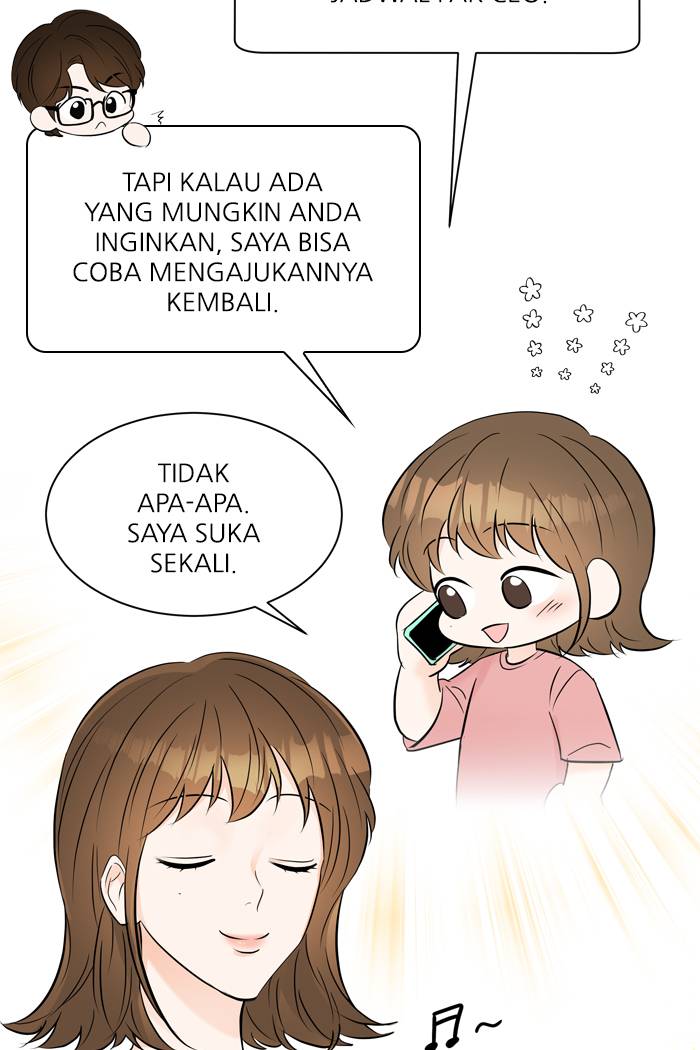 TAPI KALAU ADA
YANG MUNGKIN ANDA
INGINKAN, SAYA BISA
COBA MENGAJUKANNYA
KEMBALI.
TIDAK
APA-APA.
SAYA SUKA
SEKALI.